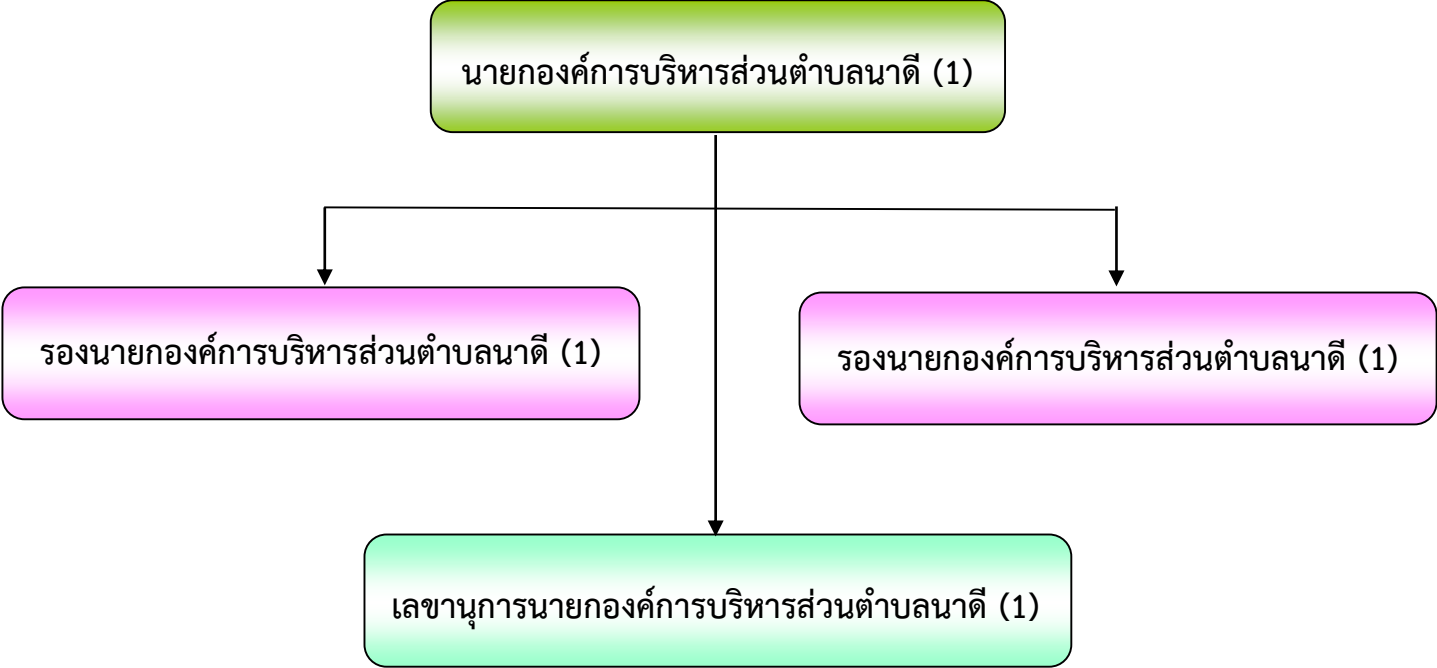 นายกองค์การบริหารส่วนตำบลนาดี (1)
รองนายกองค์การบริหารส่วนตำบลนาดี (1)
รองนายกองค์การบริหารส่วนตำบลนาดี (1)
เลขานุการนายกองค์การบริหารส่วนตำบลนาดี (1)